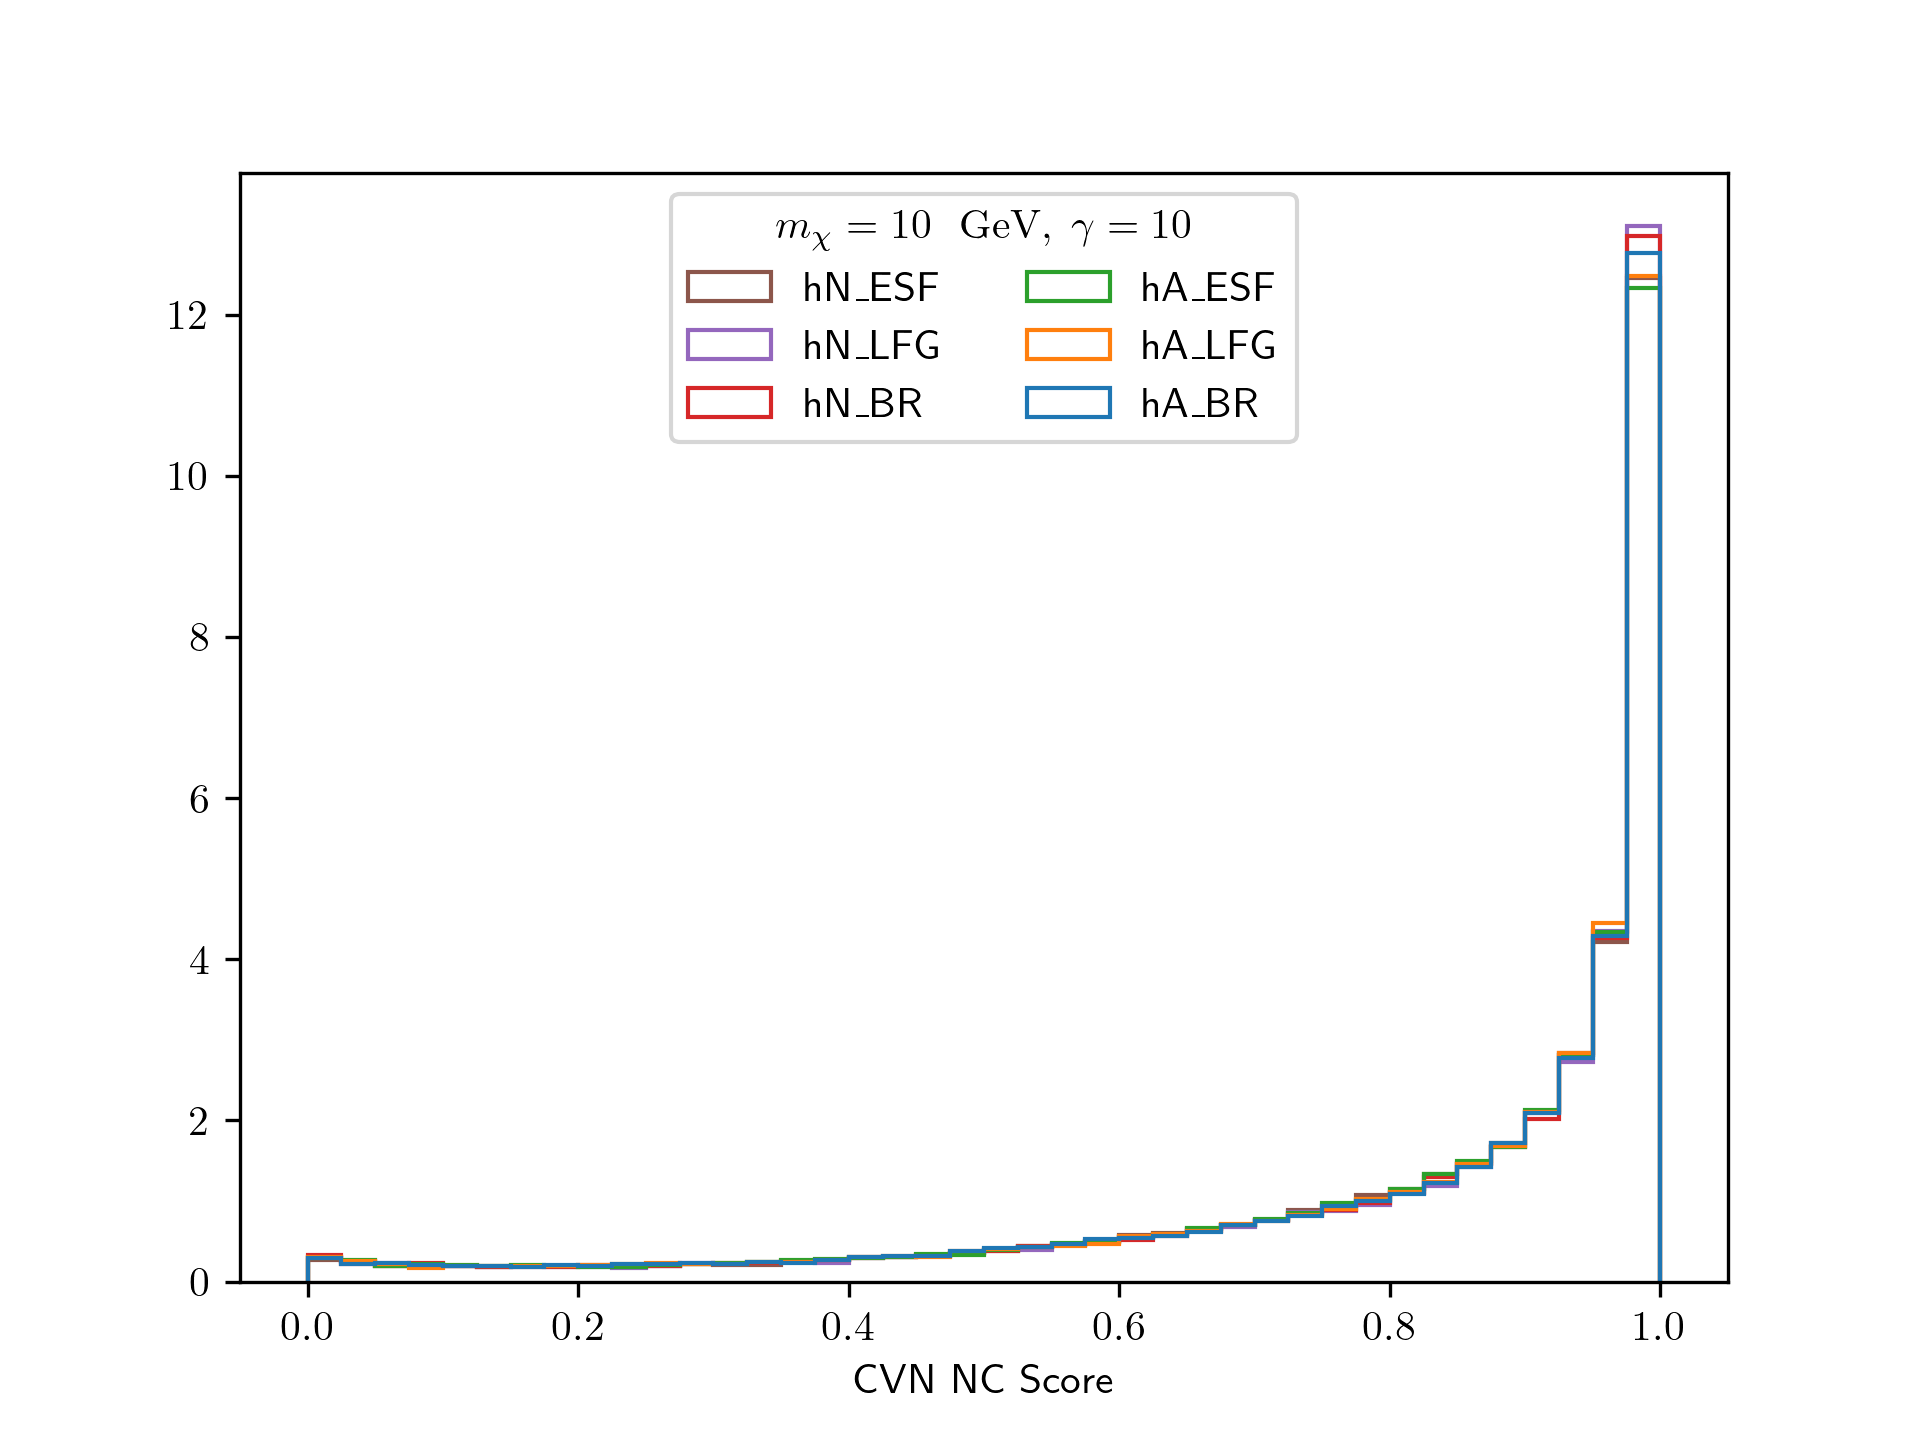 m_χ = 10 GeV, γ = 10
hN_ESF
hN_LFG
hN_BR
hA_ESF
hA_LFG
hA_BR
12
10
8
6
4
2
0
0.0 0.2 0.4 0.6 0.8 1.0
CVN NC Score